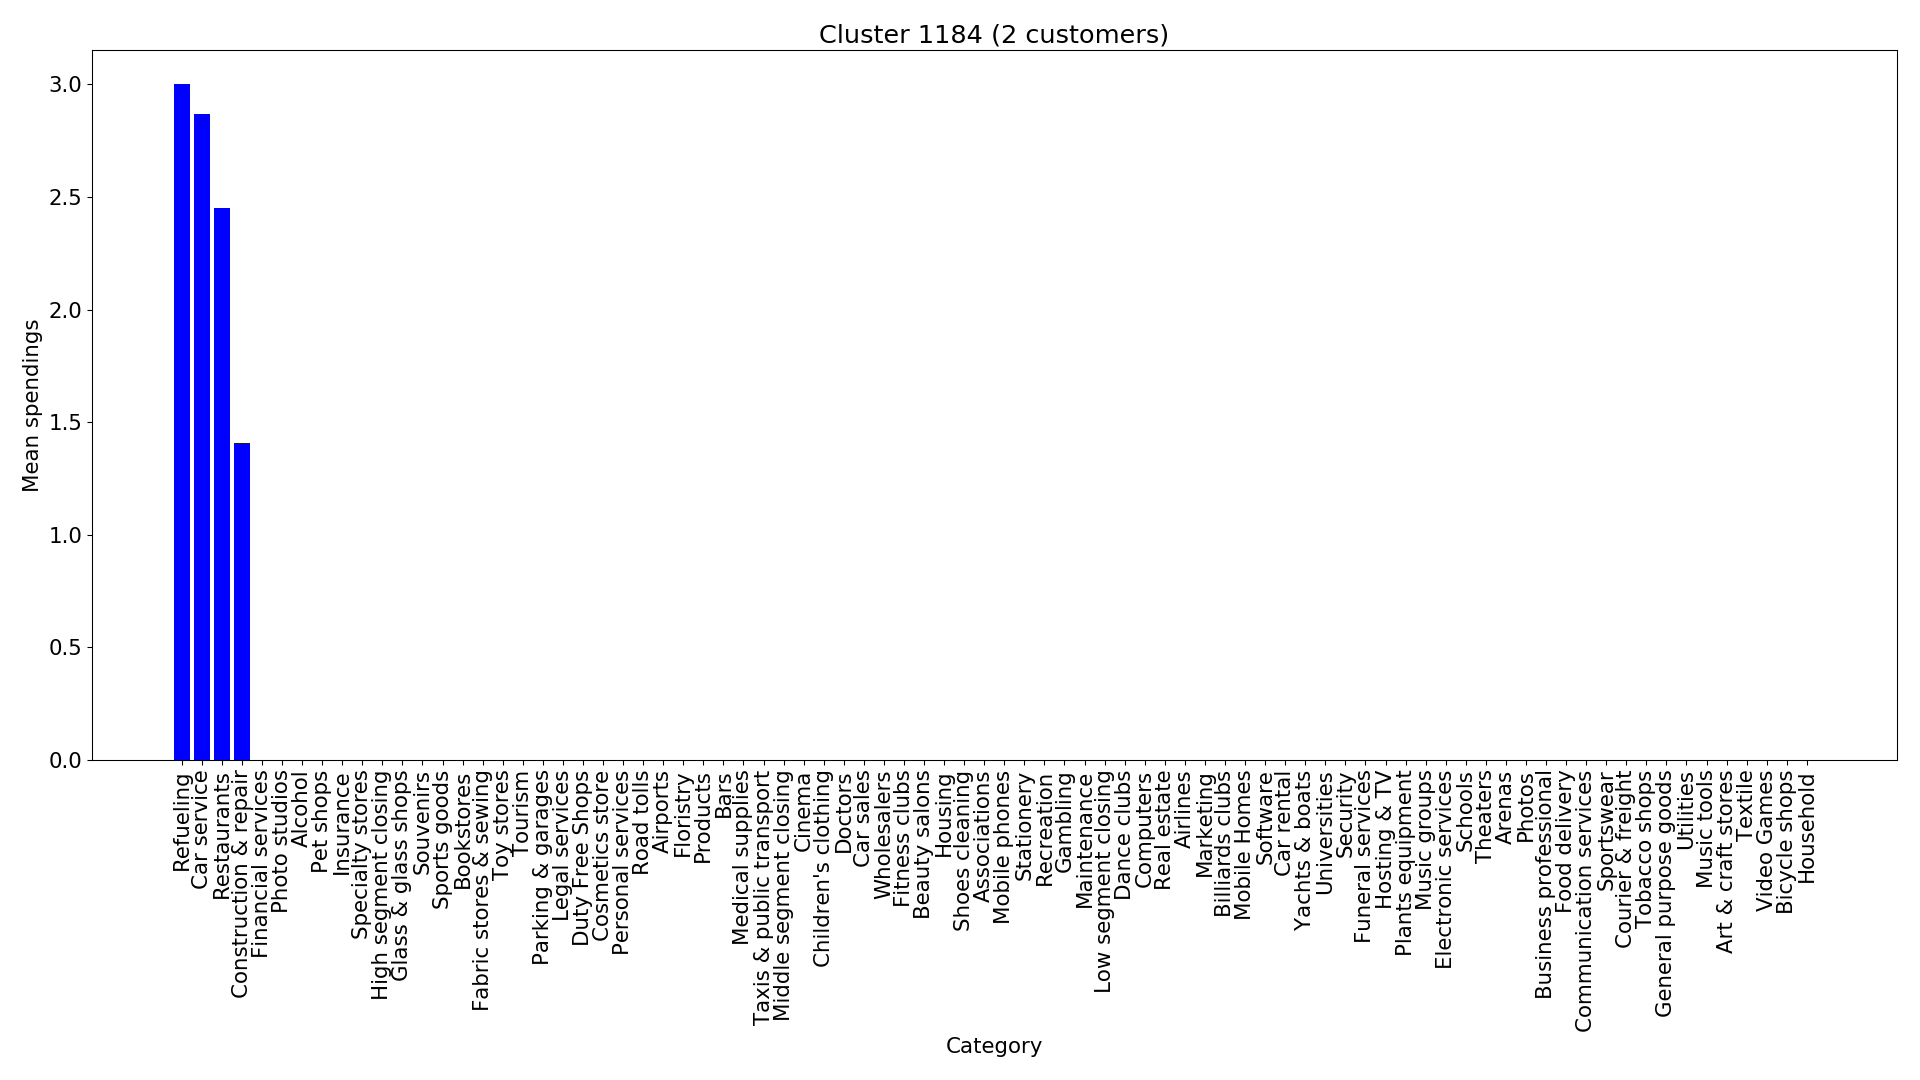 Cluster 1184 (2 customers)
3.0
2.5
2.0
1.5
1.0
0.5
0.0
Mean spendings
Refueling
Car service
Restaurants
Construction & repair
Financial services
Photo studios
Alcohol
Pet shops
Insurance
Specialty stores
High segment closing
Glass & glass shops
Souvenirs
Sports goods
Bookstores
Fabric stores & sewing
Toy stores
Tourism
Parking & garages
Legal services
Duty Free Shops
Cosmetics store
Personal services
Road tolls
Airports
Floristry
Products
Bars
Medical supplies
Taxis & public transport
Middle segment closing
Cinema
Children's clothing
Doctors
Car sales
Wholesalers
Fitness clubs
Beauty salons
Housing
Shoes cleaning
Associations
Mobile phones
Stationery
Recreation
Gambling
Maintenance
Low segment closing
Dance clubs
Computers
Real estate
Airlines
Marketing
Billiards clubs
Mobile Homes
Software
Car rental
Yachts & boats
Universities
Security
Funeral services
Hosting & TV
Plants equipment
Music groups
Electronic services
Schools
Theaters
Arenas
Photos
Business professional
Food delivery
Communication services
Sportswear
Courier & freight
Tobacco shops
General purpose goods
Utilities
Music tools
Art & craft stores
Textile
Video Games
Bicycle shops
Household
Category